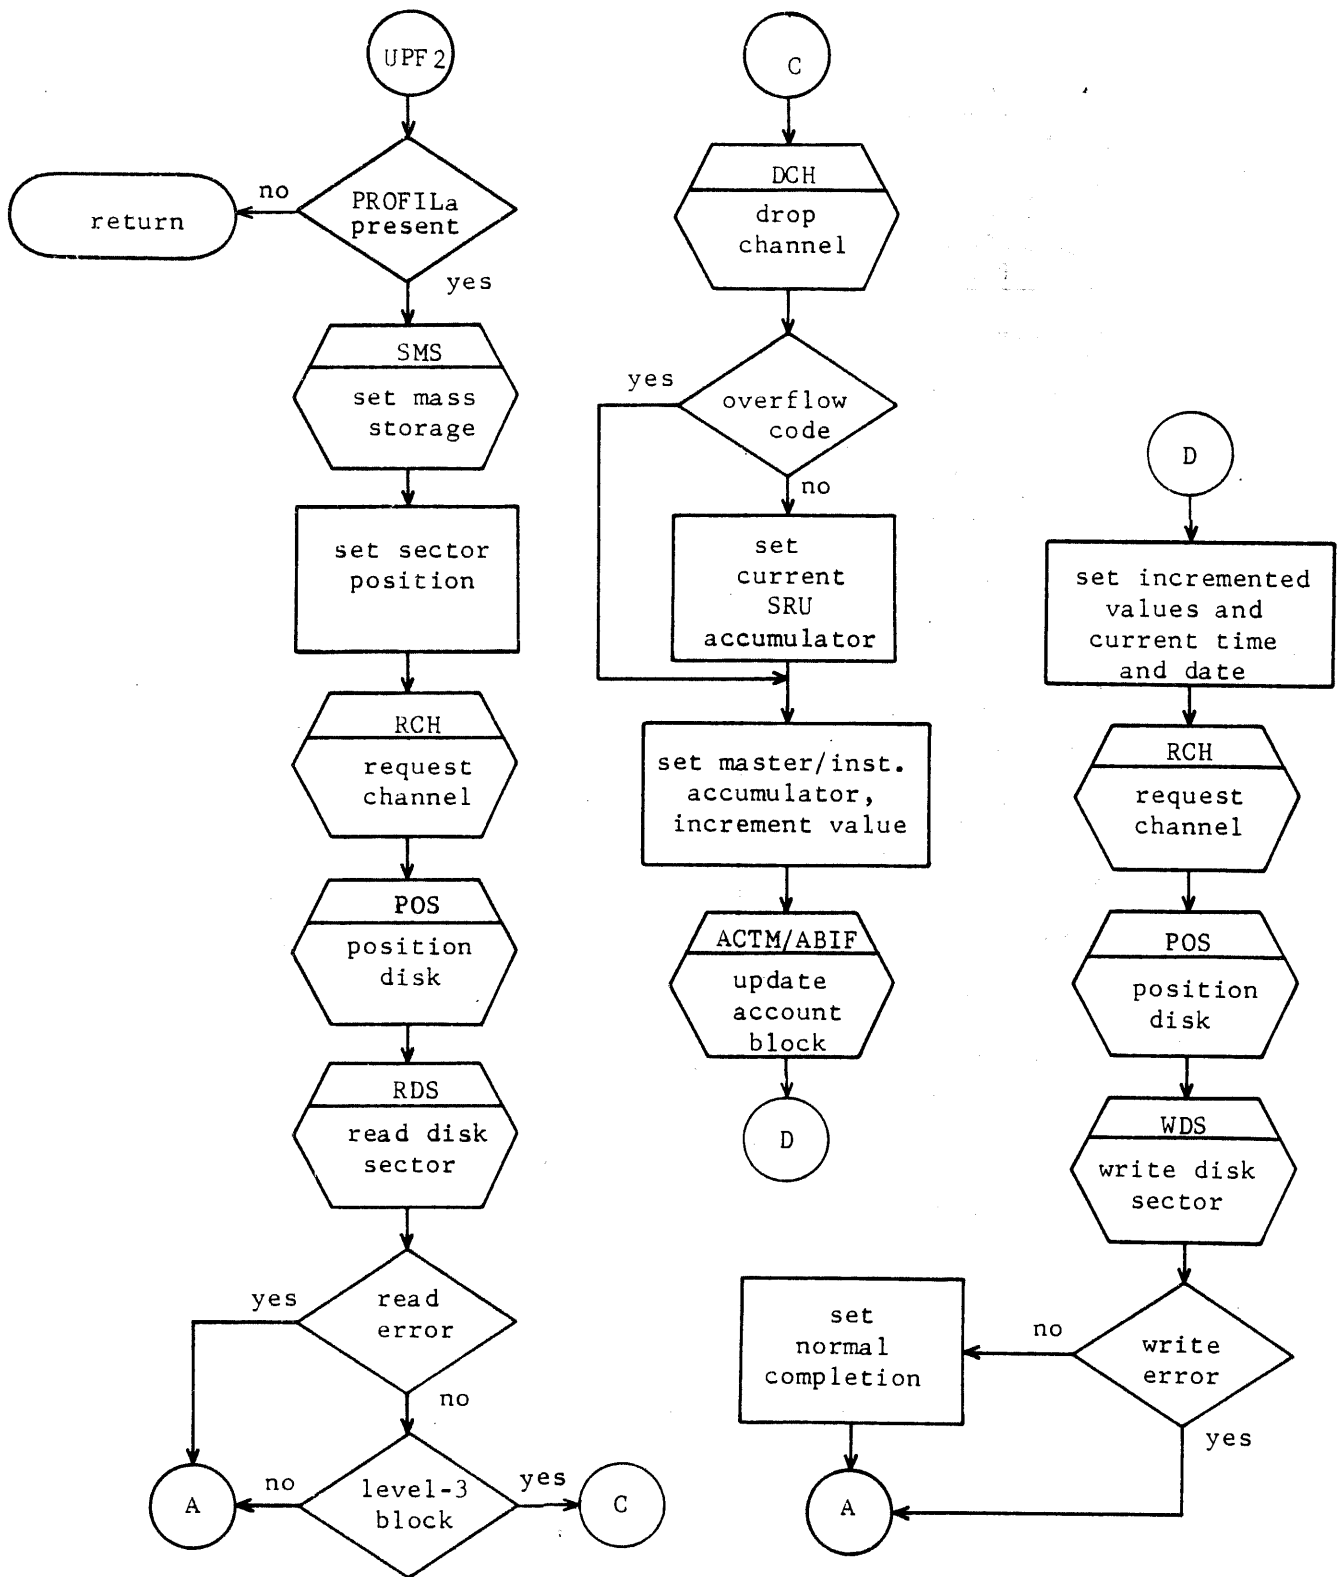 UPF2
PROFILa
present
no
return
yes
SMS
set mass
storage
set sector
position
RCH
request
channel
POS
position
disk
RDS
read disk
sector
read
error
yes
no
level-3
block
no
A
yes
C
C
DCH
drop
channel
overflow
code
yes
no
set
current
SRU
accumulator
set master/inst.
accumulator,
increment value
ACTM/ABIF
update
account
block
D
D
set incremented
values and
current time
and date
RCH
request
channel
POS
position
disk
WDS
write disk
sector
write
error
no
set
normal
completion
yes
A